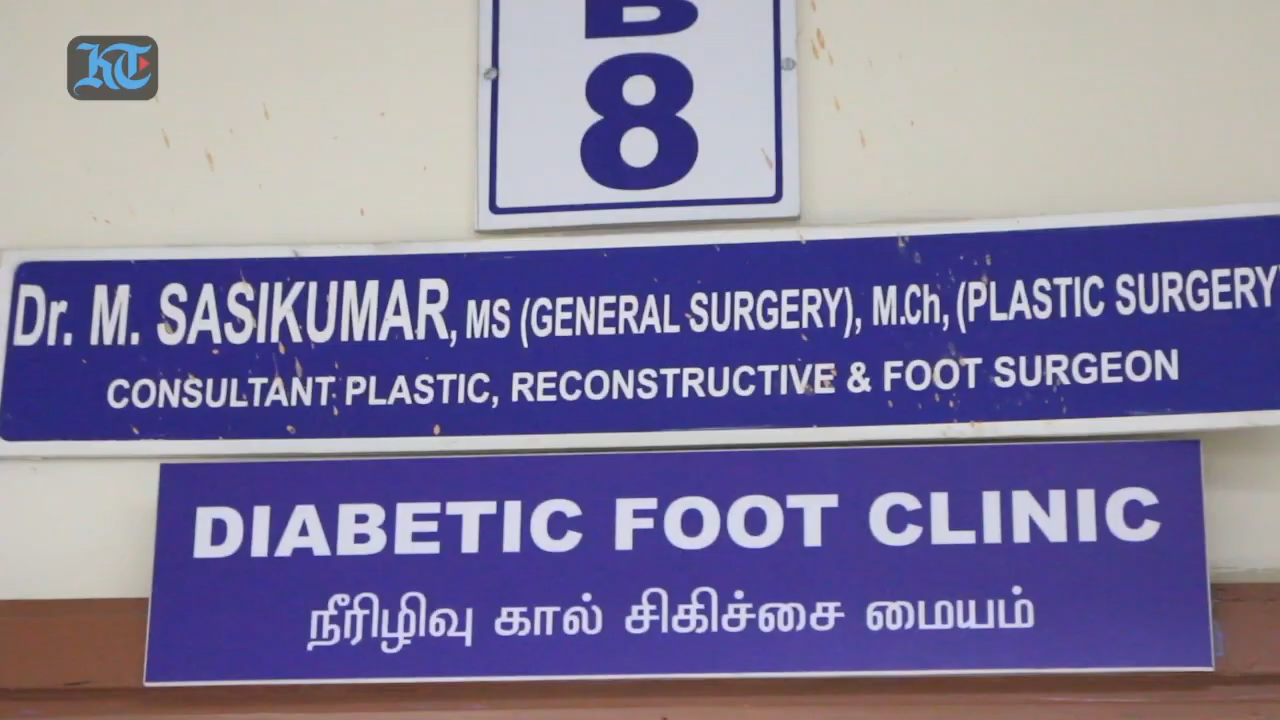 KT
B
8
Dr. M. SASIKUMAR, MS (GENERAL SURGERY), M.Ch, (PLASTIC SURGERY)
CONSULTANT PLASTIC, RECONSTRUCTIVE & FOOT SURGEON
DIABETIC FOOT CLINIC
நீரிழிவு கால் சிகிச்சை மையம்